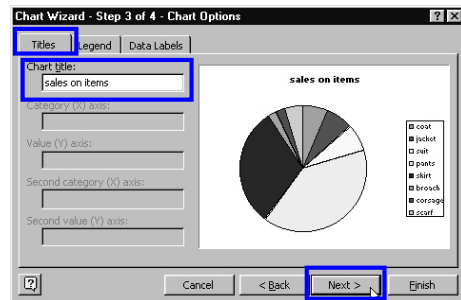 Chart Wizard - Step 3 of 4 - Chart Options
Titles Legend Data Labels
Chart title:
sales on items
Category (X) axis:
Value (Y) axis:
Second category (X) axis:
Second value (Y) axis:
sales on items
coat
jacket
suit
pants
skirt
broach
corsage
scarf
Cancel < Back Next > Finish